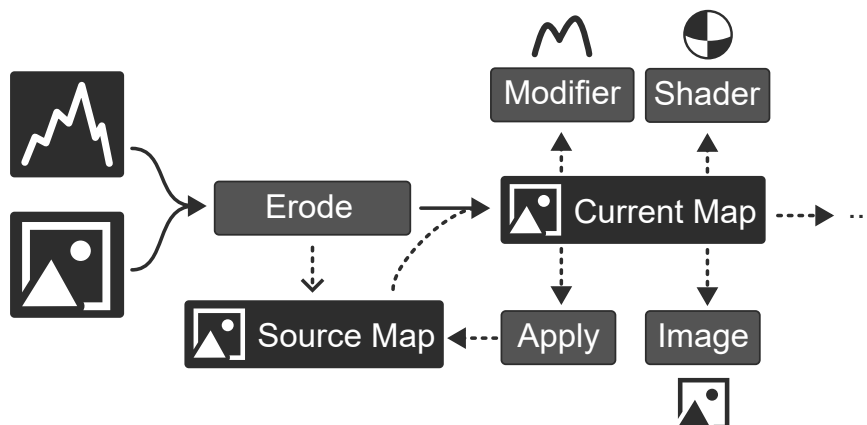 Modifier
Shader
Erode
Current Map
Source Map
Apply
Image